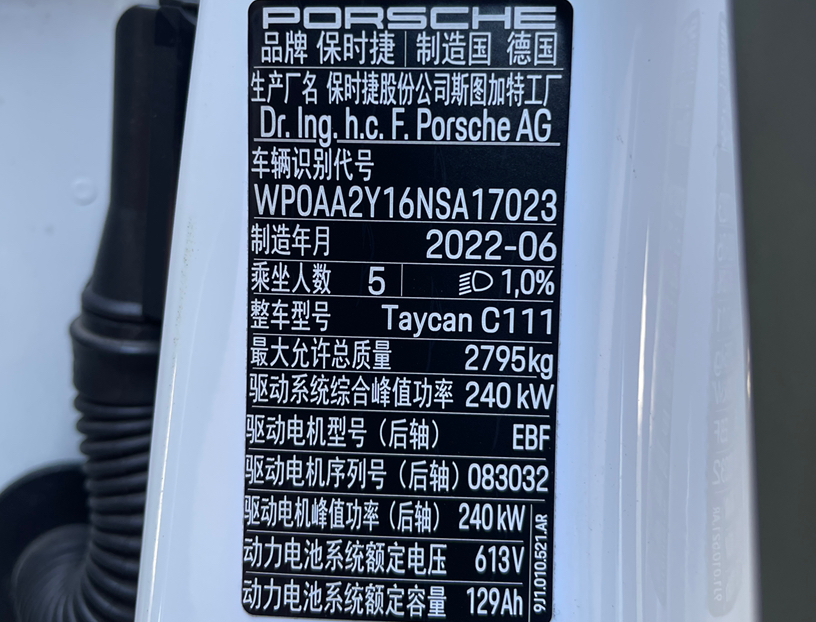 PORSCHE
品牌 保时捷 制造国 德国
生产厂名 保时捷股份公司斯图加特工厂
Dr. Ing. h.c. F. Porsche AG
车辆识别代号
WP0AA2Y16NSA17023
制造年月 2022-06
乘坐人数 5 1,0%
整车型号 Taycan C111
最大允许总质量 2795kg
驱动系统综合峰值功率 240 kW
驱动电机型号（后轴） EBF
驱动电机序列号（后轴）083032
驱动电机峰值功率（后轴） 240 kW
动力电池系统额定电压 613V
动力电池系统额定容量 129Ah
9J1.010.521.AR